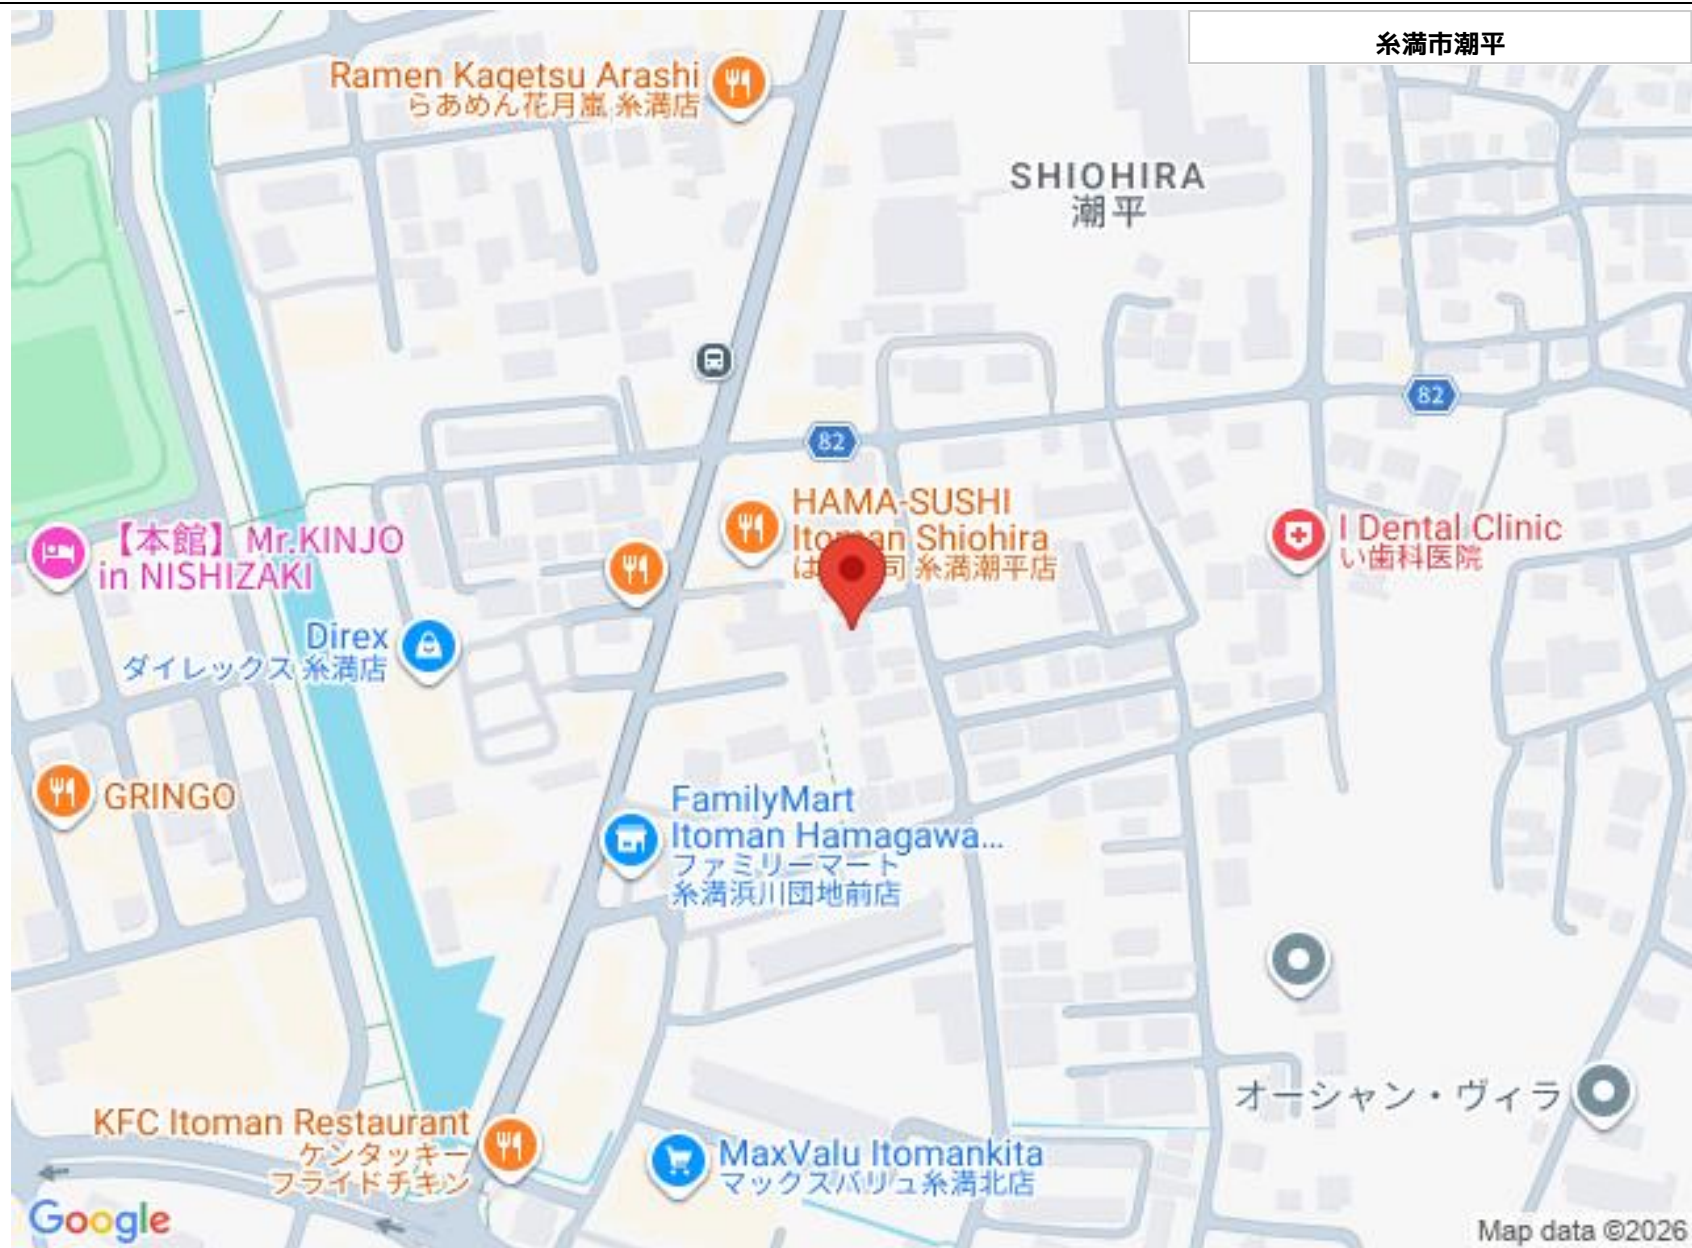 糸満市潮平
Ramen Kagetsu Arashi
らあめん花月嵐 糸満店
SHIOHIRA
潮平
82
82
HAMA-SUSHI
Itoman Shiohira
は 司 糸満潮平店
I Dental Clinic
い歯科医院
【本館】Mr.KINJO
in NISHIZAKI
Direx
ダイレックス 糸満店
GRINGO
FamilyMart
Itoman Hamagawa...
ファミリーマート
糸満浜川団地前店
オーシャン・ヴィラ
KFC Itoman Restaurant
ケンタッキー
フライドチキン
MaxValu Itomankita
マックスバリュ糸満北店
Google
Map data ©2026